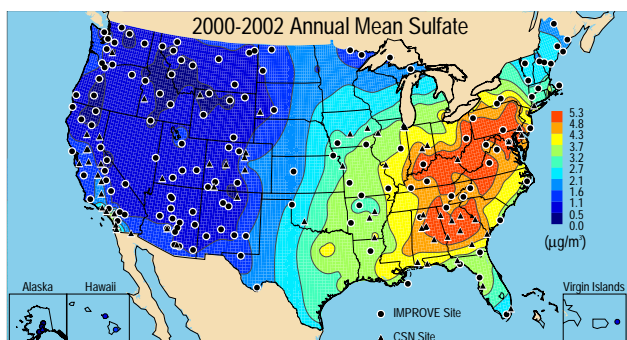 2000-2002 Annual Mean Sulfate
5.3
4.8
4.3
3.7
3.2
2.7
2.1
1.6
1.1
0.5
0.0
(µg/m³)
Alaska
Hawaii
Virgin Islands
IMPROVE Site
CSN Site